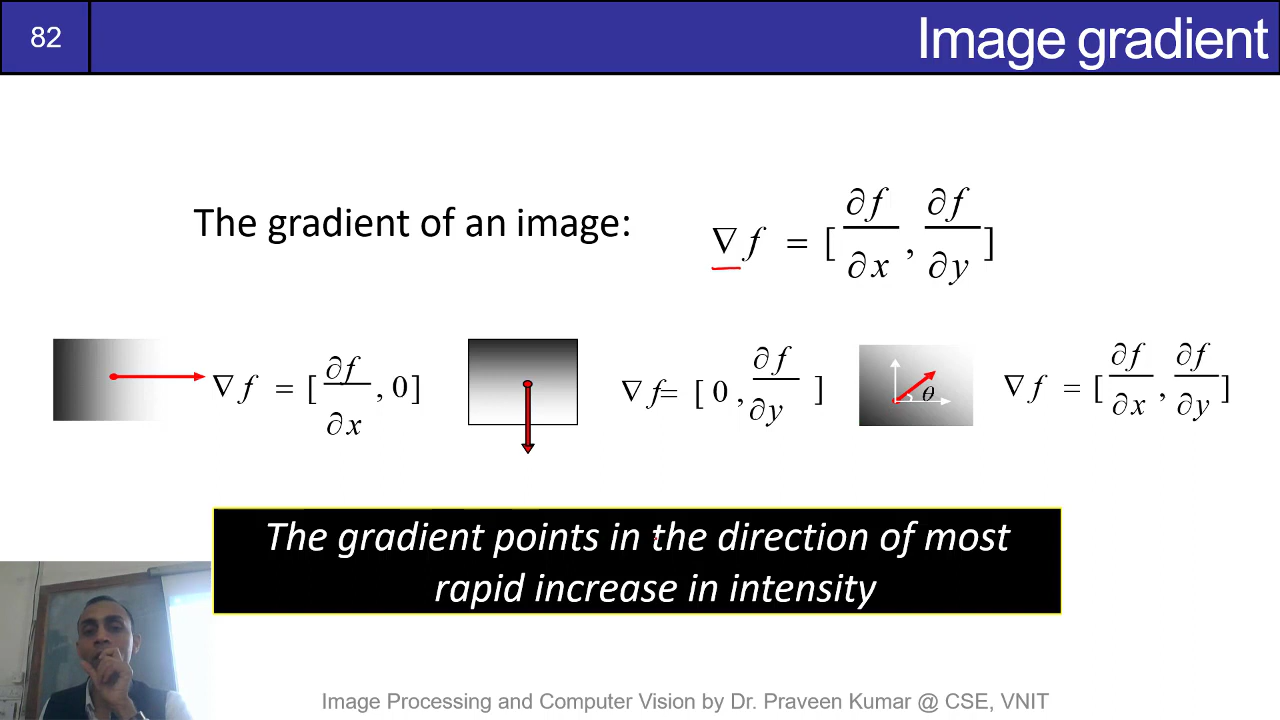 82
Image gradient
The gradient of an image: ∇f = [∂f/∂x, ∂f/∂y]
∇f = [∂f/∂x, 0]
∇f= [0, ∂f/∂y]
θ
∇f = [∂f/∂x, ∂f/∂y]
The gradient points in the direction of most
rapid increase in intensity
Image Processing and Computer Vision by Dr. Praveen Kumar @ CSE, VNIT